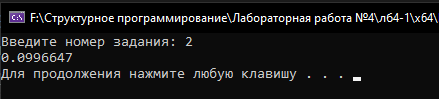 F:\Структурное программирование\Лабораторная работа №4\л64-1\x64\
Введите номер задания: 2
0.0996647
Для продолжения нажмите любую клавишу . . .